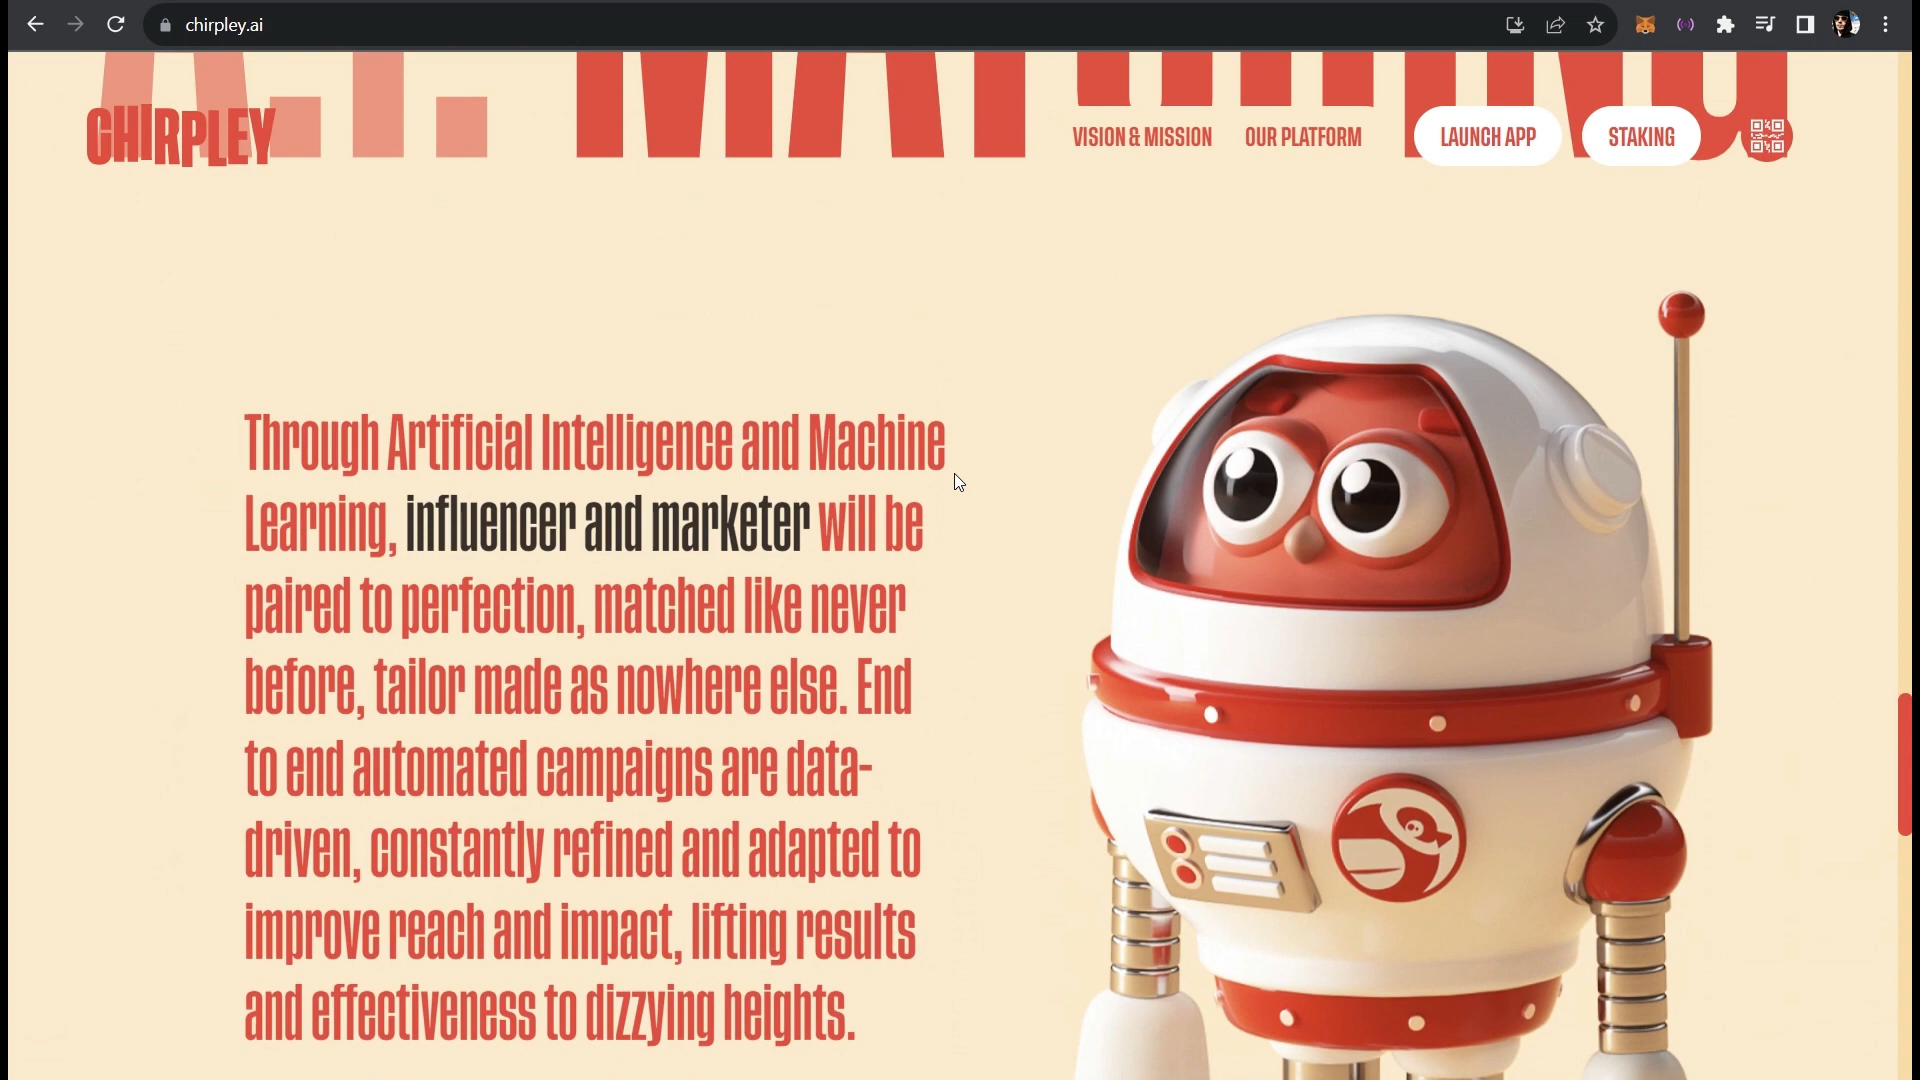 chirpley.ai
A.I. MATCHING
CHIRPLEY
VISION & MISSION OUR PLATFORM LAUNCH APP STAKING
Through Artificial Intelligence and Machine
Learning, influencer and marketer will be
paired to perfection, matched like never
before, tailor made as nowhere else. End
to end automated campaigns are data-
driven, constantly refined and adapted to
improve reach and impact, lifting results
and effectiveness to dizzying heights.